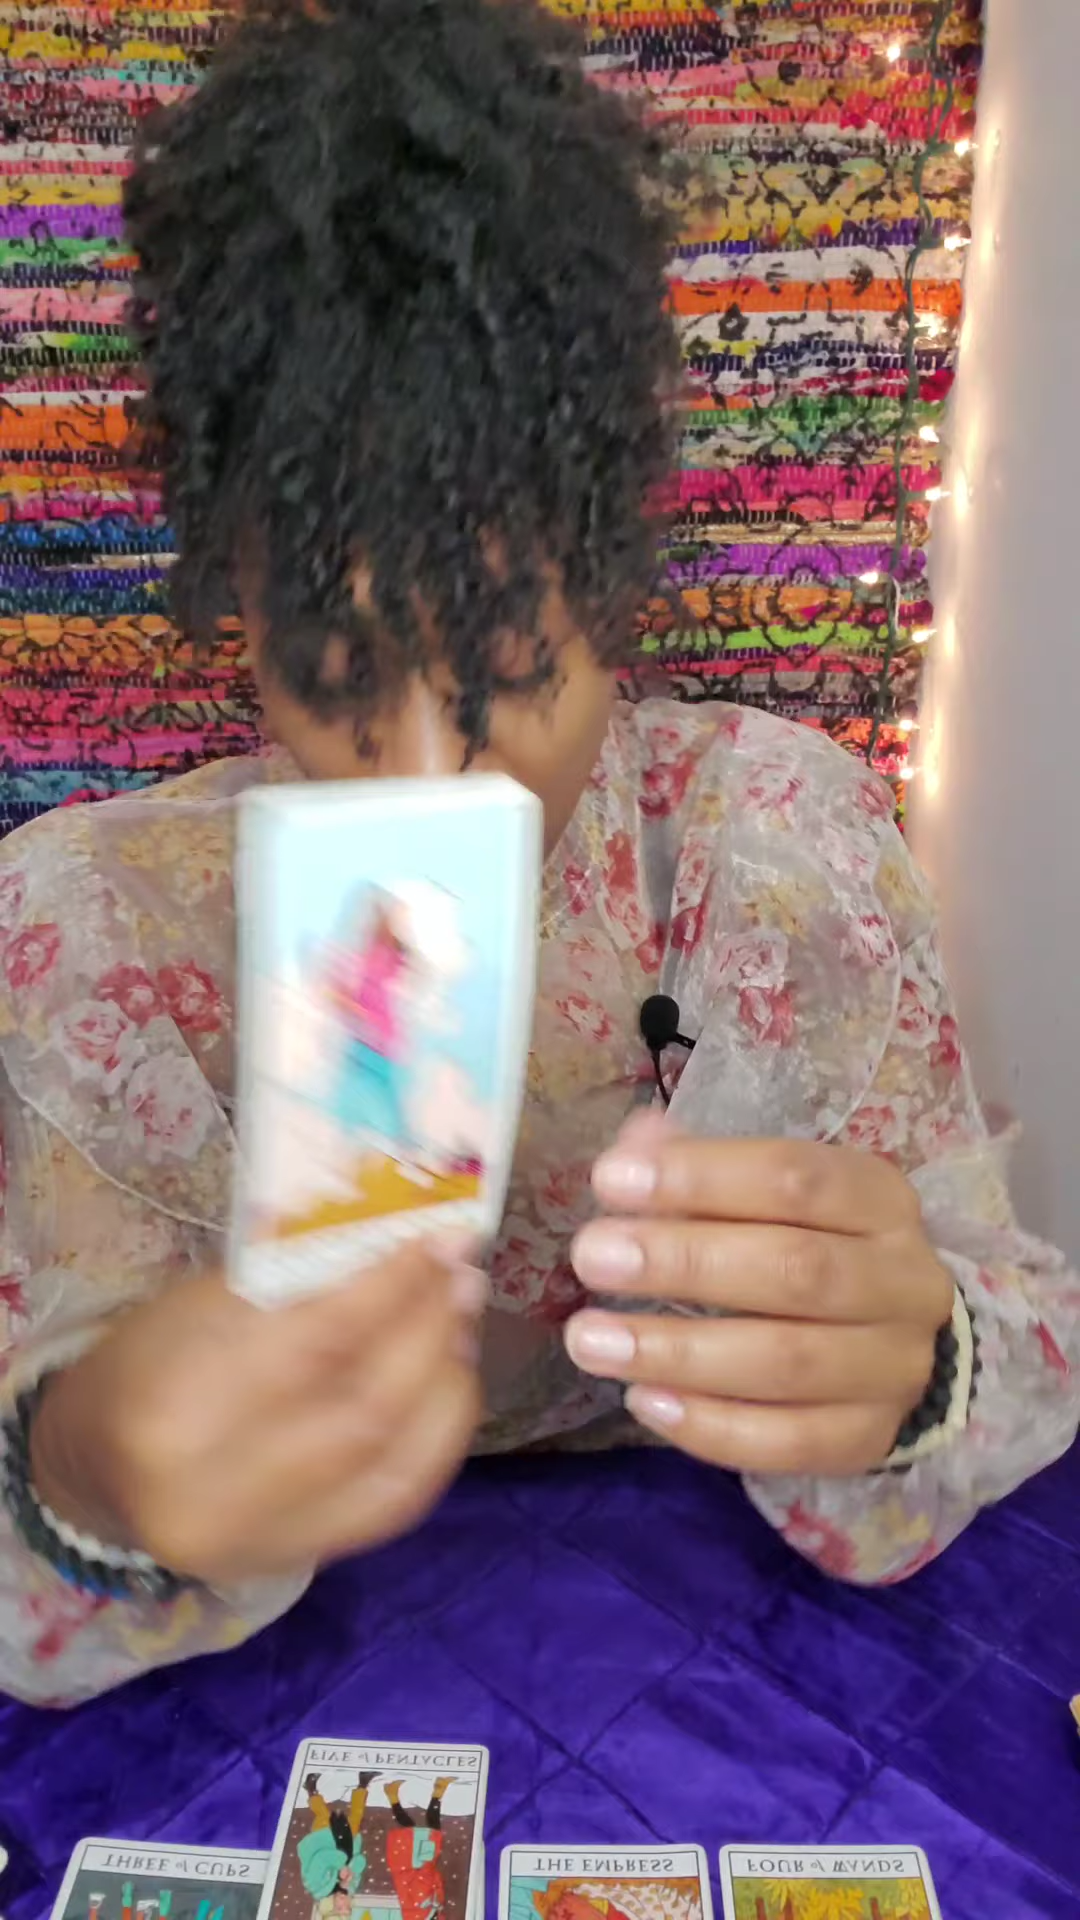 FIVE of PENTACLES
THREE of CUPS
THE EMPRESS
FOUR of WANDS